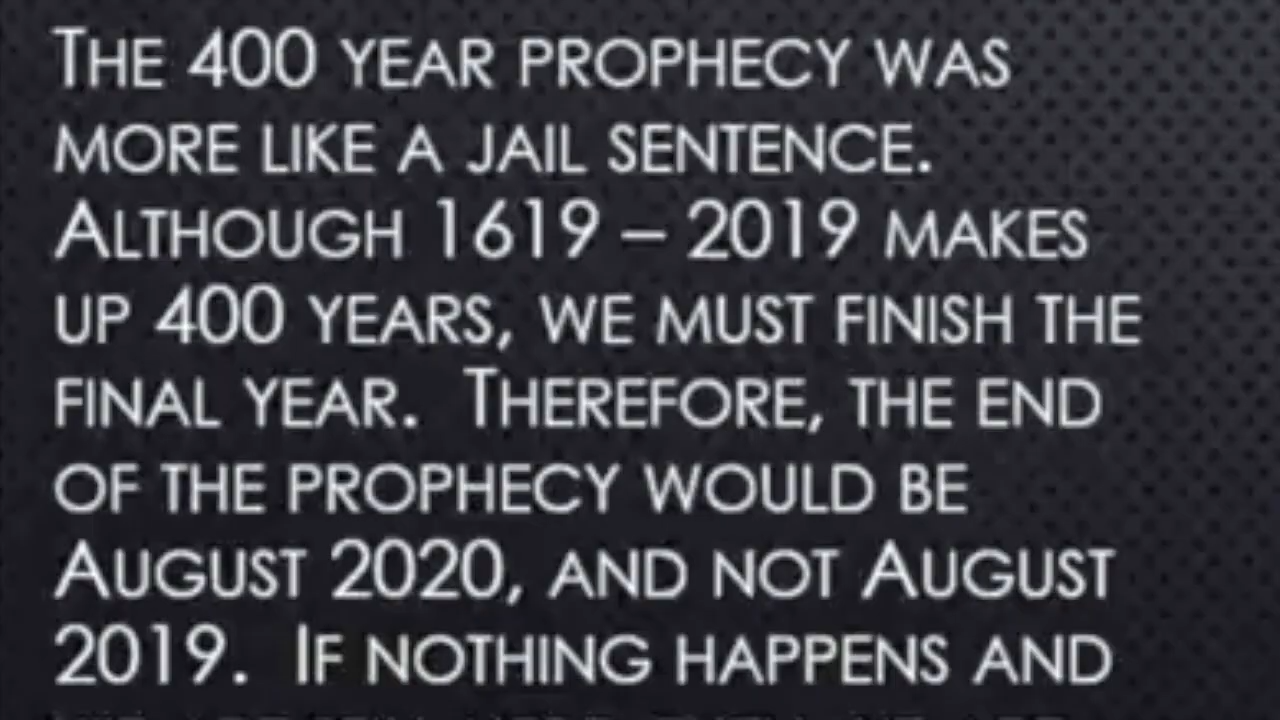 The 400 year prophecy was
more like a jail sentence.
Although 1619 – 2019 makes
up 400 years, we must finish the
final year.  Therefore, the end
of the prophecy would be
August 2020, and not August
2019.  If nothing happens and